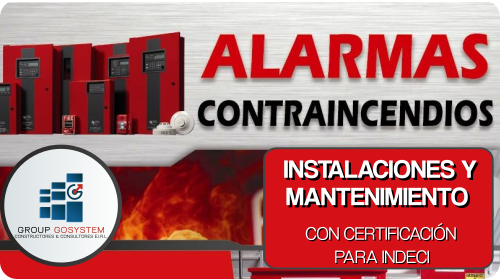 ALARMAS
CONTRAINCENDIOS
INSTALACIONES Y
MANTENIMIENTO
CON CERTIFICACIÓN
PARA INDECI
GROUP GOSYSTEM
CONSTRUCTORES & CONSULTORES E.I.R.L